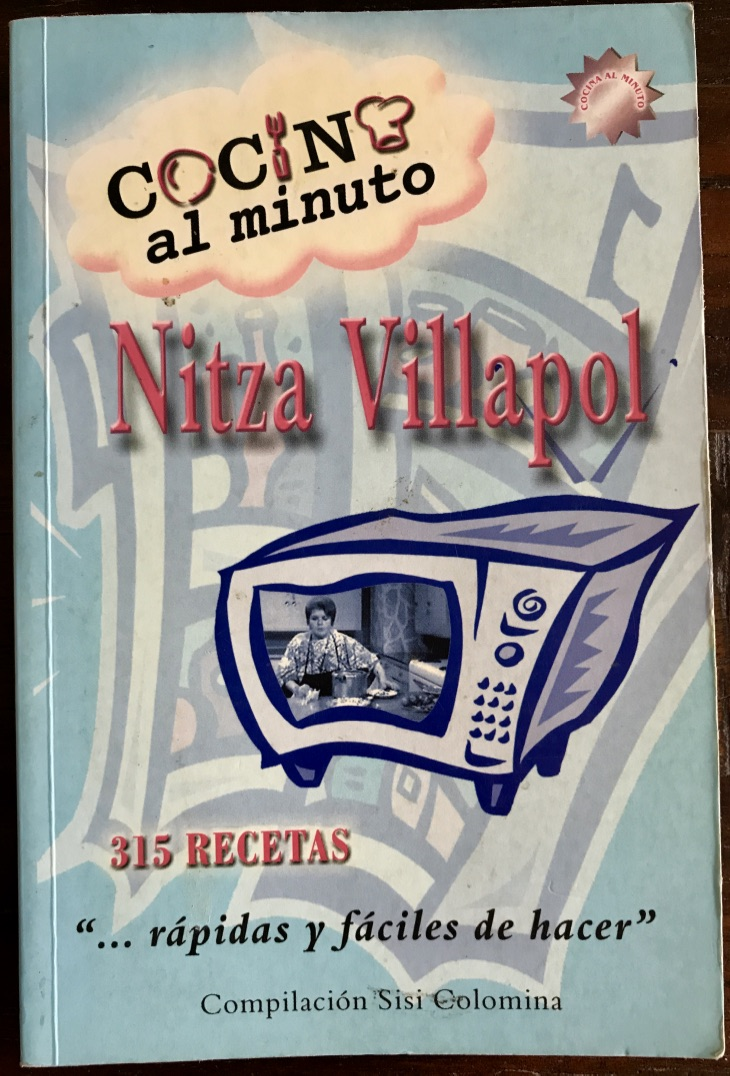 COCINA AL MINUTO
COCINA
al minuto
Nitza Villapol
315 RECETAS
“... rápidas y fáciles de hacer”
Compilación Sisi Colomina